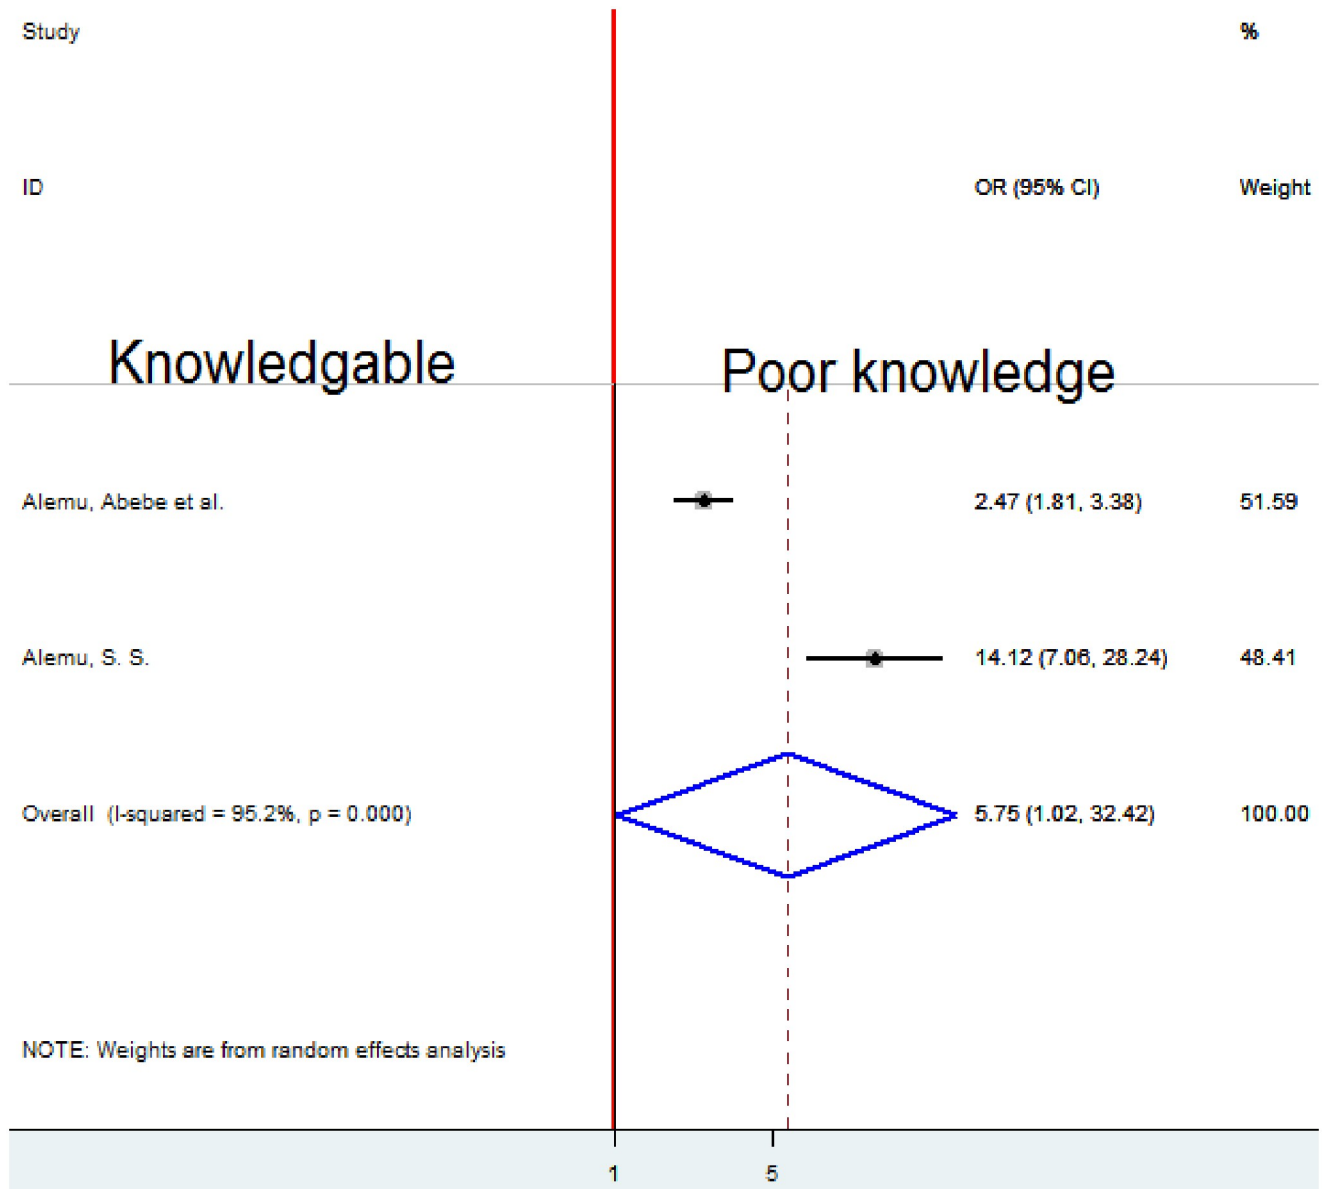 Study %
ID OR (95% CI) Weight
Knowledgable Poor knowledge
Alemu, Abebe et al. 2.47 (1.81, 3.38) 51.59
Alemu, S. S. 14.12 (7.06, 28.24) 48.41
Overall (I-squared = 95.2%, p = 0.000) 5.75 (1.02, 32.42) 100.00
NOTE: Weights are from random effects analysis
1 5